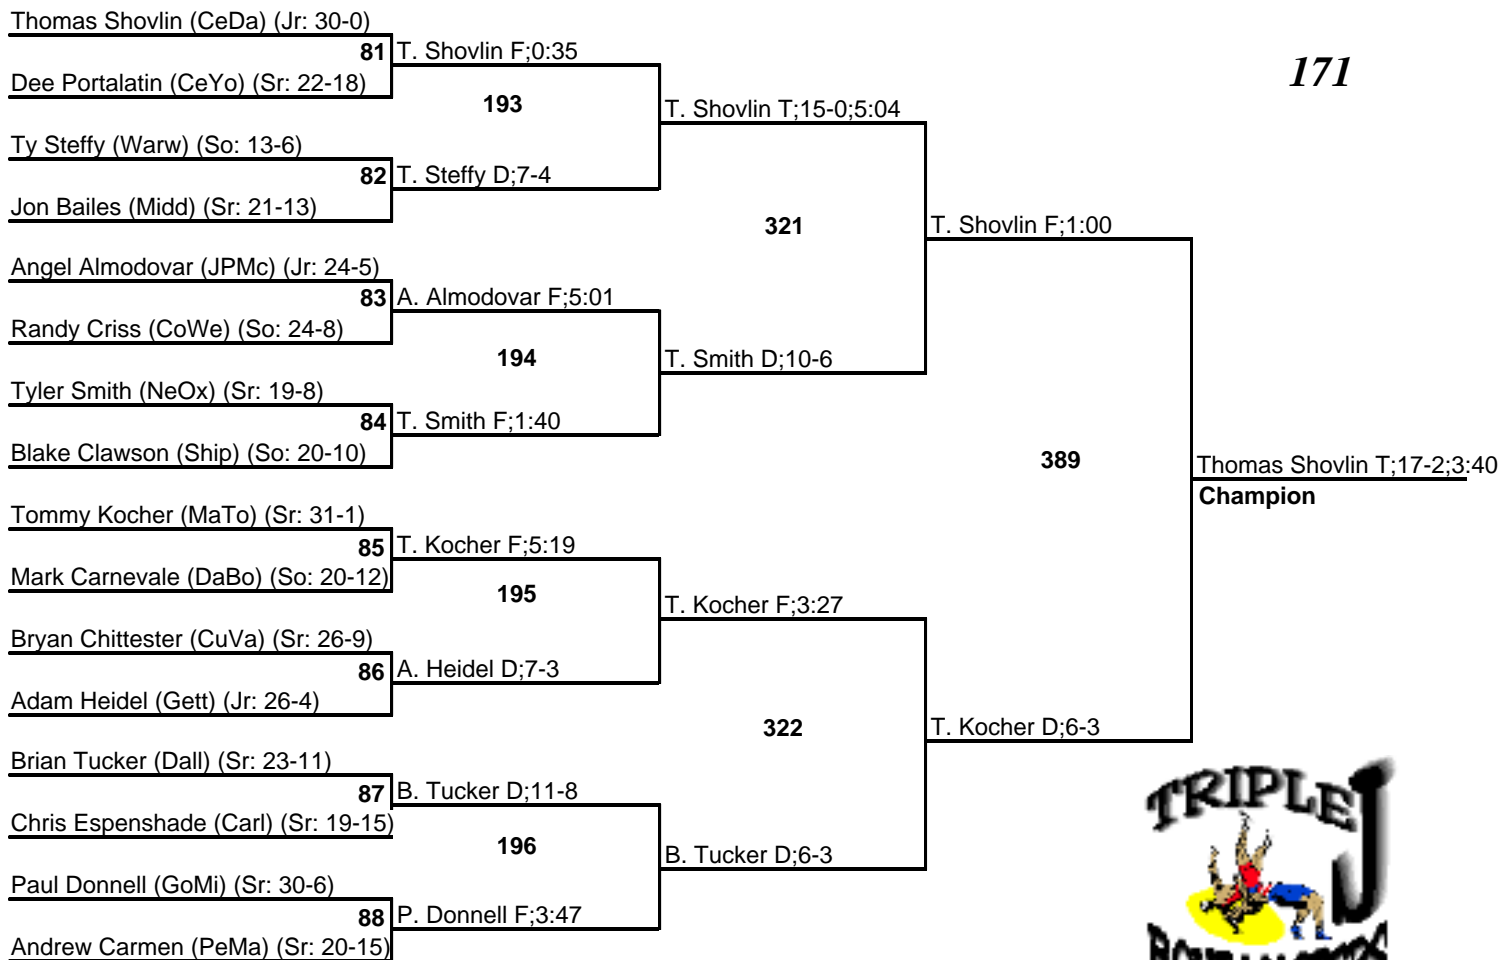 Thomas Shovlin (CeDa) (Jr: 30-0)
81 T. Shovlin F;0:35
Dee Portalatin (CeYo) (Sr: 22-18)
171
193
T. Shovlin T;15-0;5:04
Ty Steffy (Warw) (So: 13-6)
82 T. Steffy D;7-4
Jon Bailes (Midd) (Sr: 21-13)
321
T. Shovlin F;1:00
Angel Almodovar (JPMc) (Jr: 24-5)
83 A. Almodovar F;5:01
Randy Criss (CoWe) (So: 24-8)
194
T. Smith D;10-6
Tyler Smith (NeOx) (Sr: 19-8)
84 T. Smith F;1:40
Blake Clawson (Ship) (So: 20-10)
389
Thomas Shovlin T;17-2;3:40
Champion
Tommy Kocher (MaTo) (Sr: 31-1)
85 T. Kocher F;5:19
Mark Carnevale (DaBo) (So: 20-12)
195
T. Kocher F;3:27
Bryan Chittester (CuVa) (Sr: 26-9)
86 A. Heidel D;7-3
Adam Heidel (Gett) (Jr: 26-4)
322
T. Kocher D;6-3
Brian Tucker (Dall) (Sr: 23-11)
87 B. Tucker D;11-8
Chris Espenshade (Carl) (Sr: 19-15)
196
B. Tucker D;6-3
Paul Donnell (GoMi) (Sr: 30-6)
88 P. Donnell F;3:47
Andrew Carmen (PeMa) (Sr: 20-15)
TRIPLE J